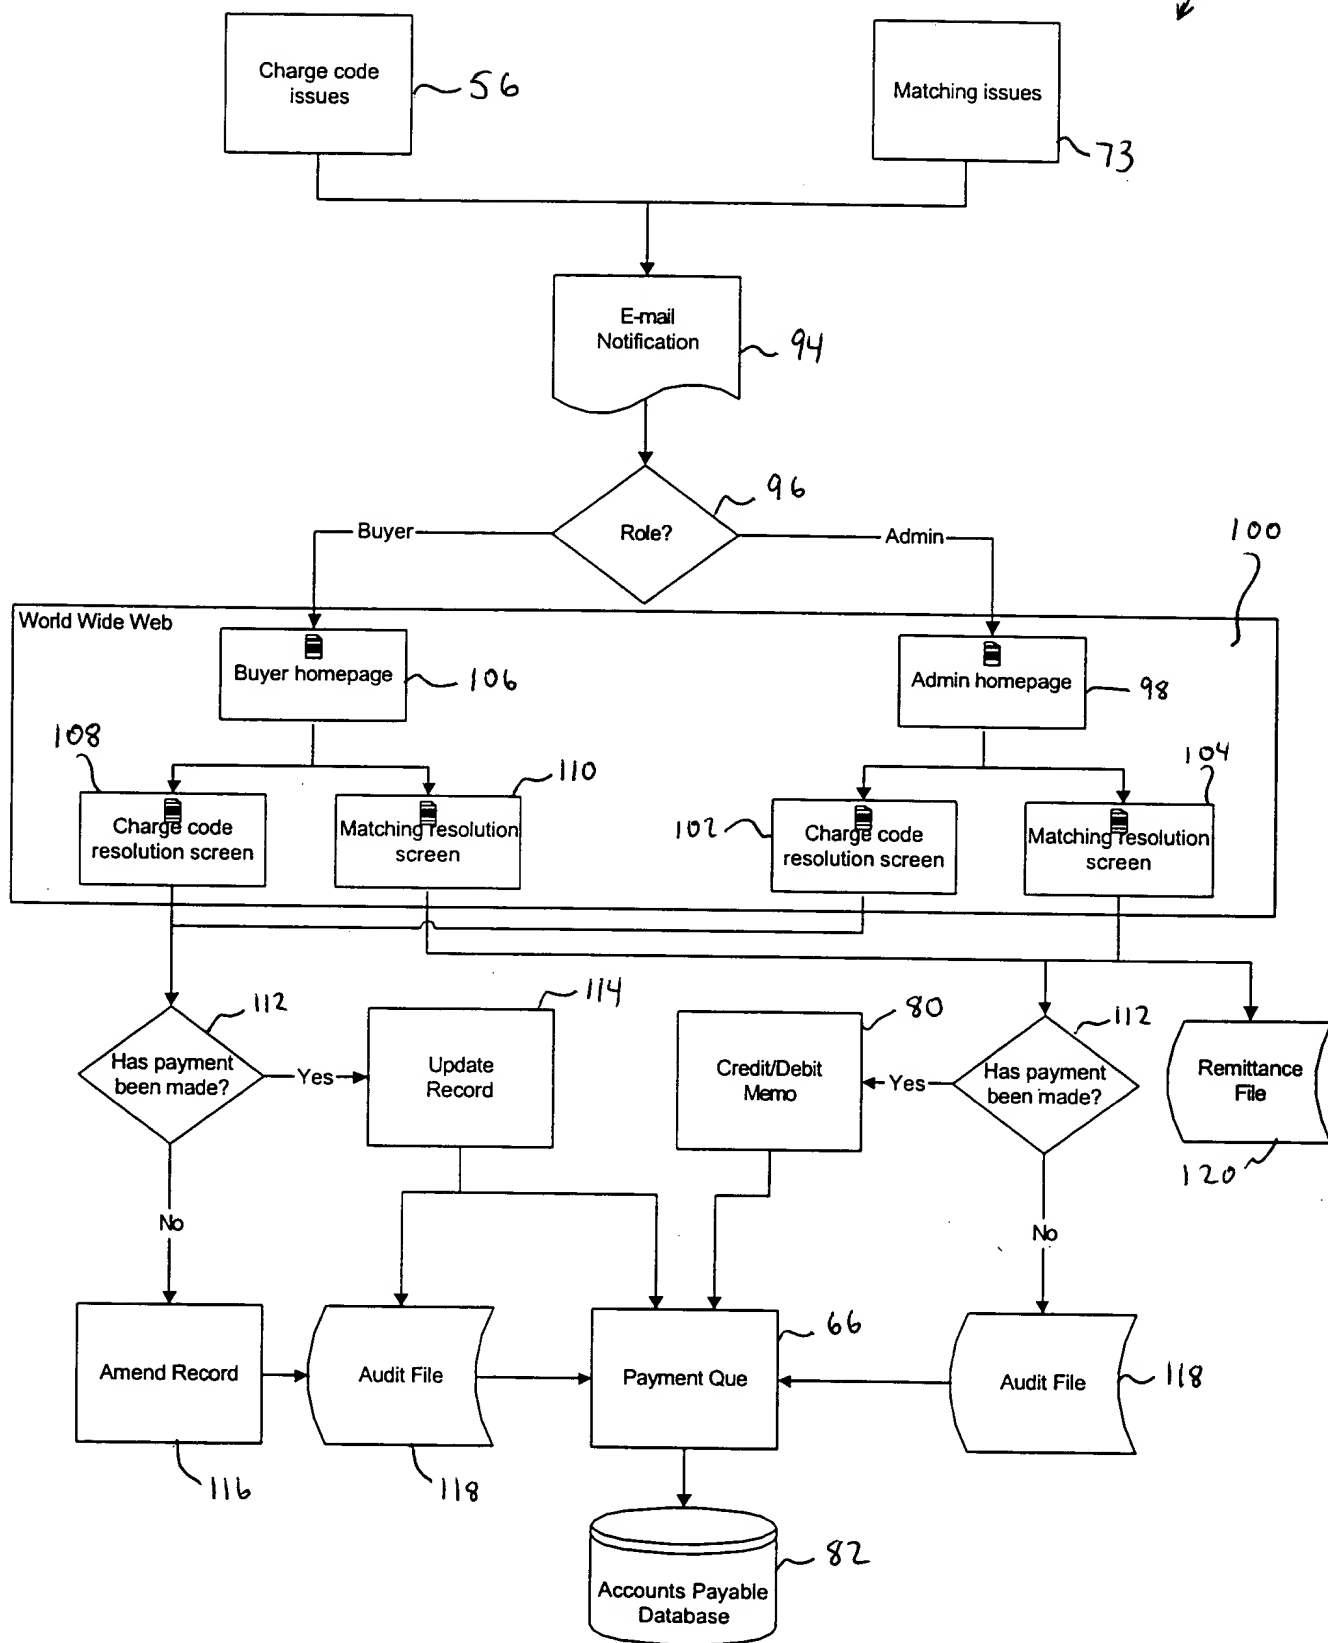 Charge code
issues
56
Matching issues
73
E-mail
Notification
94
96
Role?
Buyer
Admin
100
World Wide Web
Buyer homepage
106
Admin homepage
98
108
110
104
Charge code
resolution screen
Matching resolution
screen
102
Charge code
resolution screen
Matching resolution
screen
112
114
80
112
Has payment
been made?
Yes
Update
Record
Credit/Debit
Memo
Yes
Has payment
been made?
Remittance
File
120
No
No
Amend Record
Audit File
Payment Que
66
Audit File
118
116
118
82
Accounts Payable
Database